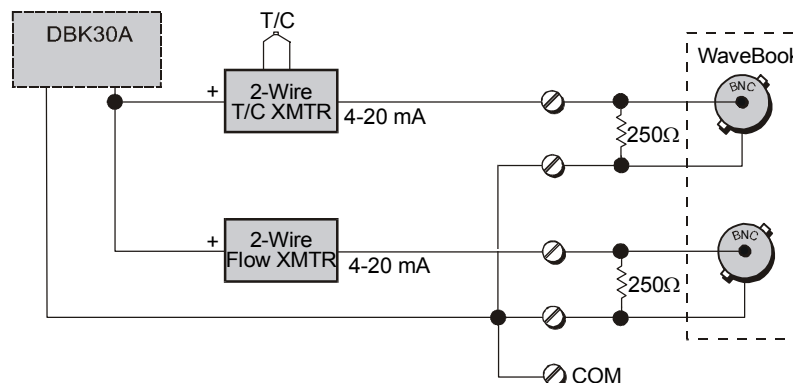 DBK30A
T/C
WaveBook
+
2-Wire
T/C XMTR
4-20 mA
BNC
250Ω
+
2-Wire
Flow XMTR
4-20 mA
BNC
250Ω
COM